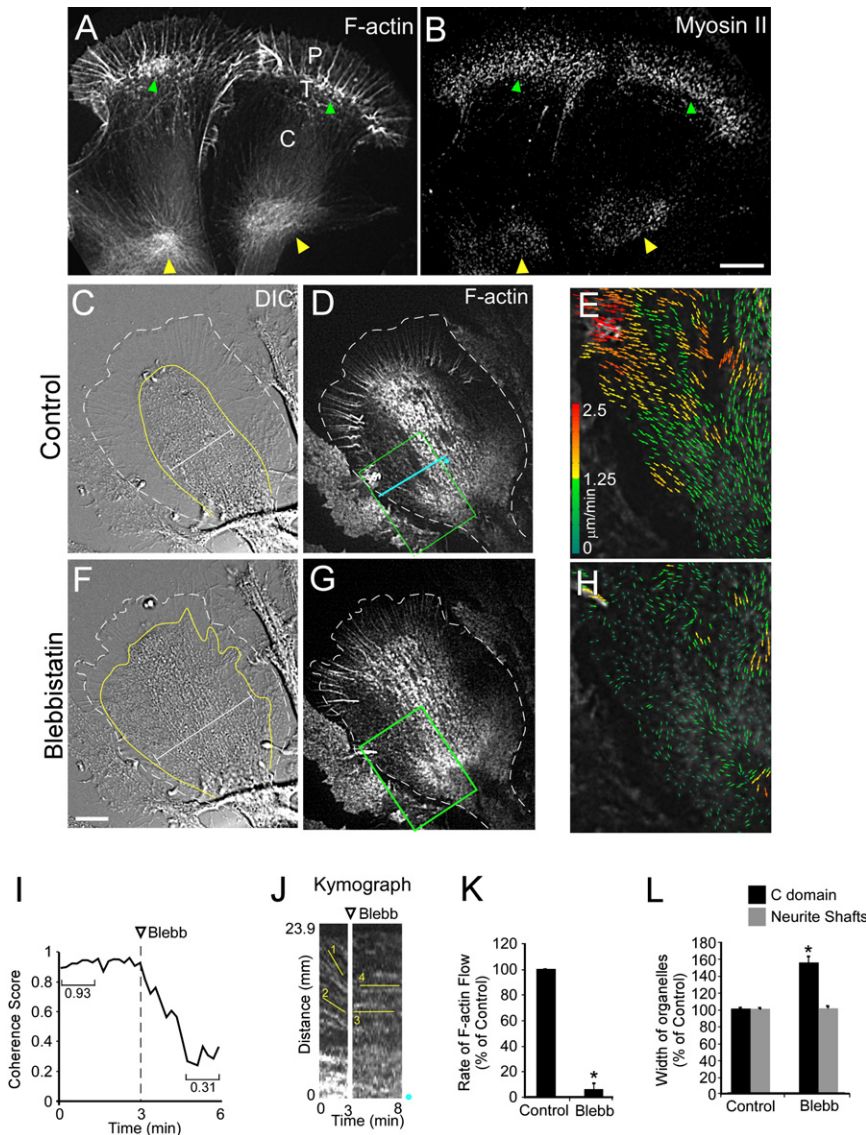 A
F-actin
P
T
C
B
Myosin II
Control
C
DIC
D
F-actin
E
2.5
1.25
0
μm/min
Blebbistatin
F
G
H
I
Blebb
Coherence Score
1
0.8
0.6
0.4
0.2
0
0.93
0.31
0 3 6
Time (min)
J
Kymograph
Blebb
Distance (mm)
23.9
0
1
2
4
3
0 3 8
Time (min)
K
Rate of F-actin Flow
(% of Control)
120
100
80
60
40
20
0
*
Control Blebb
L
C domain
Neurite Shafts
Width of organelles
(% of Control)
180
160
140
120
100
80
60
40
20
0
*
Control Blebb